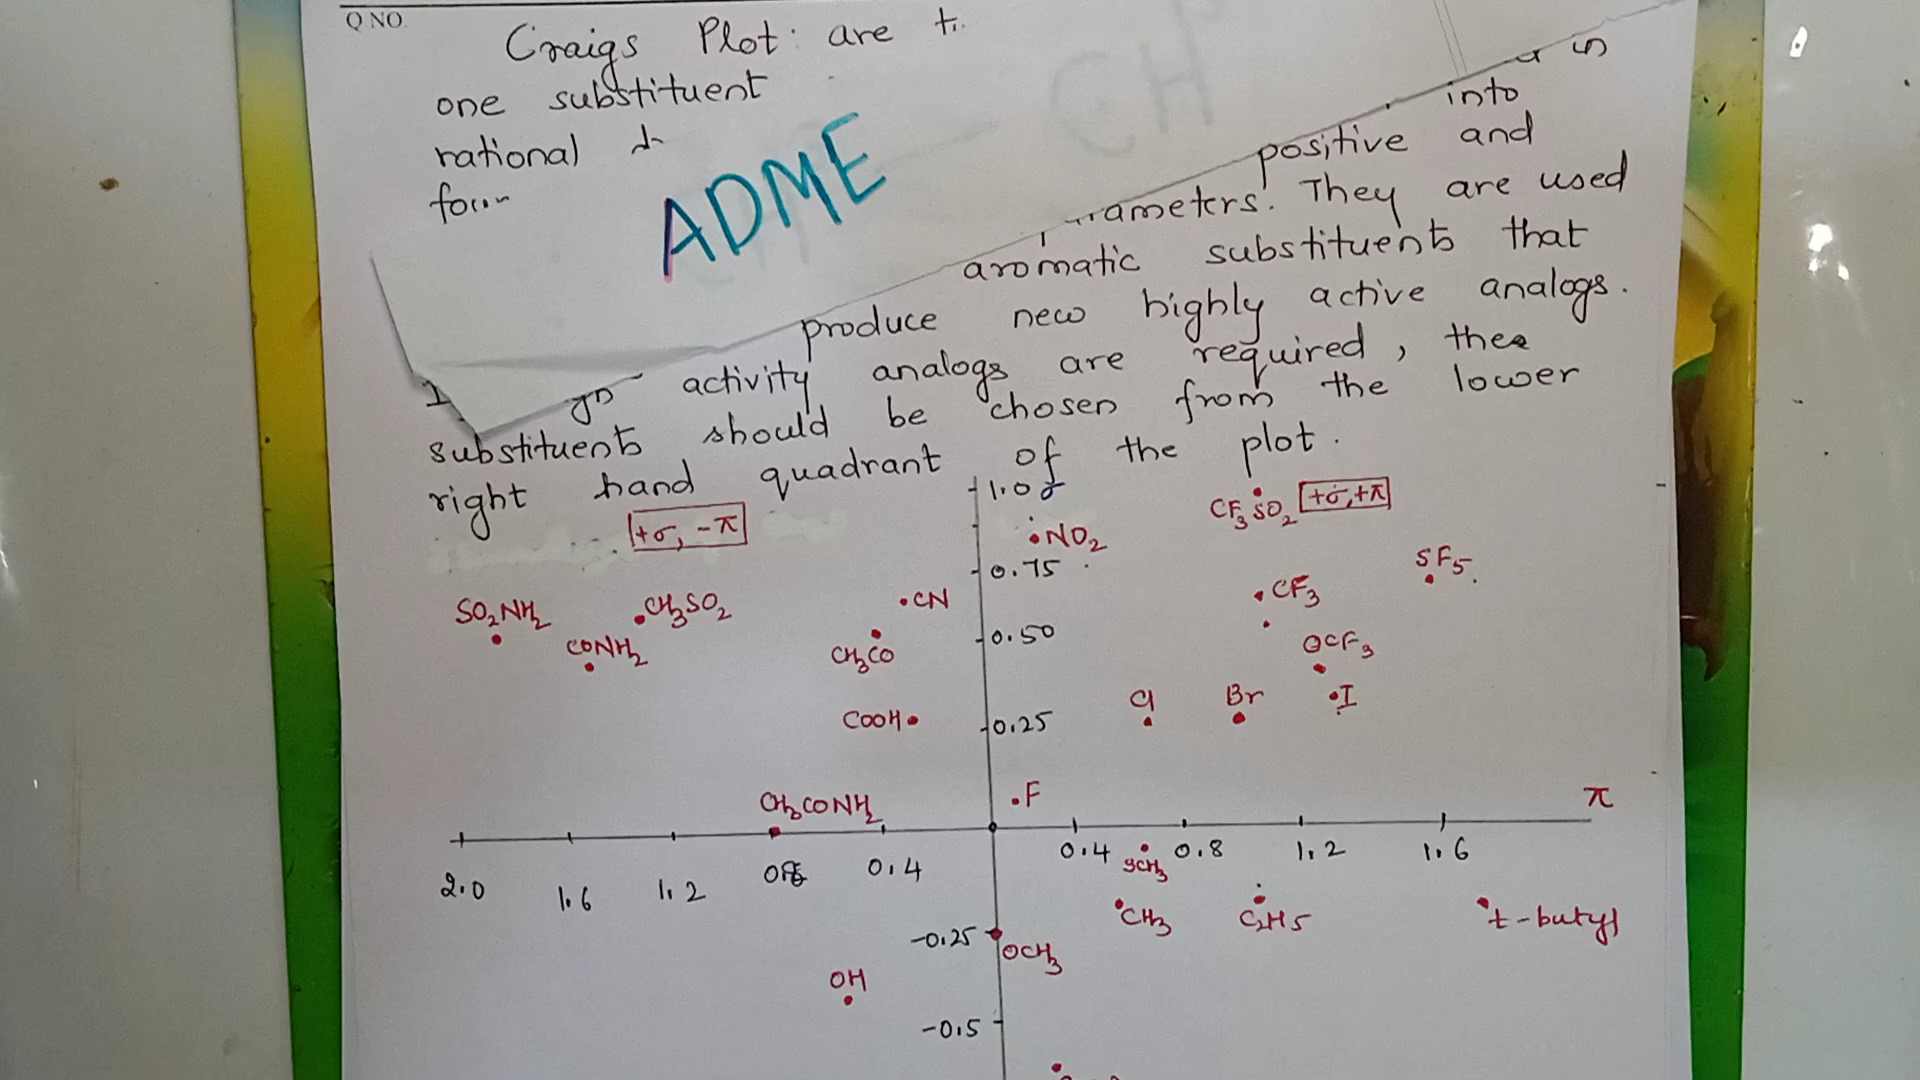 Q NO.
Craigs Plot: are
one substituent
rational
into
positive and
They are used
ADME
aromatic substituents that
produce new highly active analogs.
activity analogs are required, the
substituents should be chosen from the lower
right hand quadrant of the plot.
1.0 σ
+σ, -π
+σ, +π
CF3SO2
NO2
0.75
SF5
SO2NH2
CH3SO2
CN
CF3
CONH2
CH3CO
0.50
OCF3
COOH
0.25
Cl
Br
I
CH3CONH
F
π
2.0
1.6
1.2
0.4
0.4
0.8
1.2
1.6
SCH3
CH3
C2H5
t-butyl
-0.25
OCH3
OH
-0.5